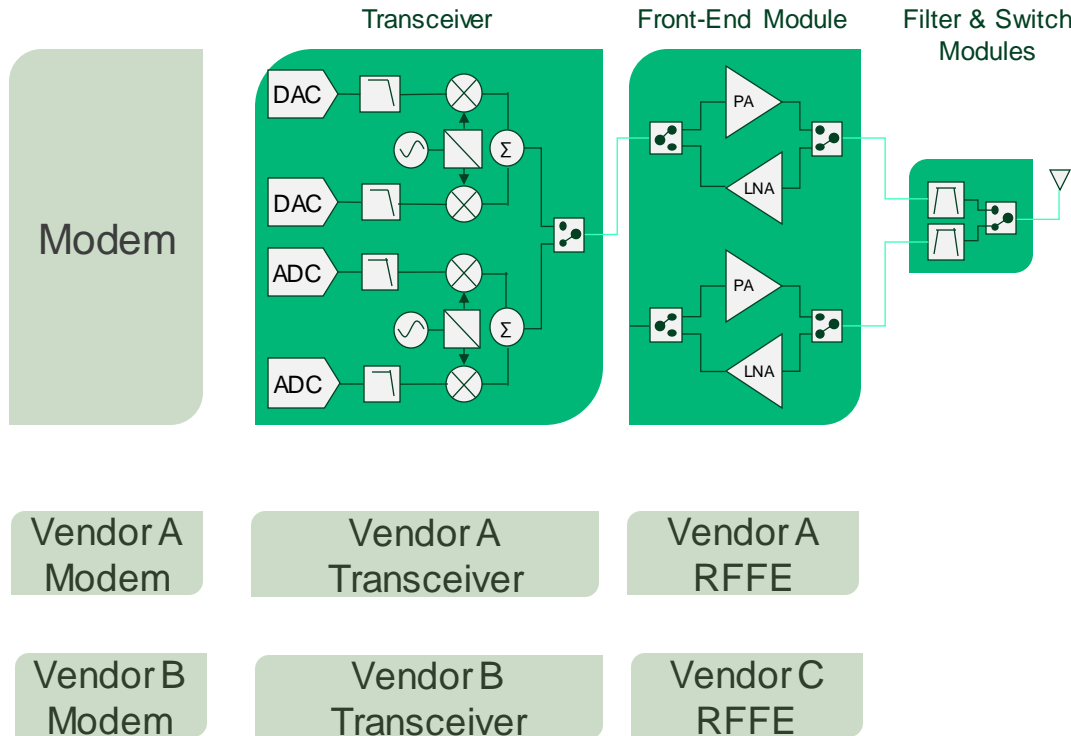 Transceiver
Front-End Module
Filter & Switch
Modules
Modem
DAC
DAC
ADC
ADC
Σ
Σ
PA
LNA
PA
LNA
Vendor A
Modem
Vendor A
Transceiver
Vendor A
RFFE
Vendor B
Modem
Vendor B
Transceiver
Vendor C
RFFE